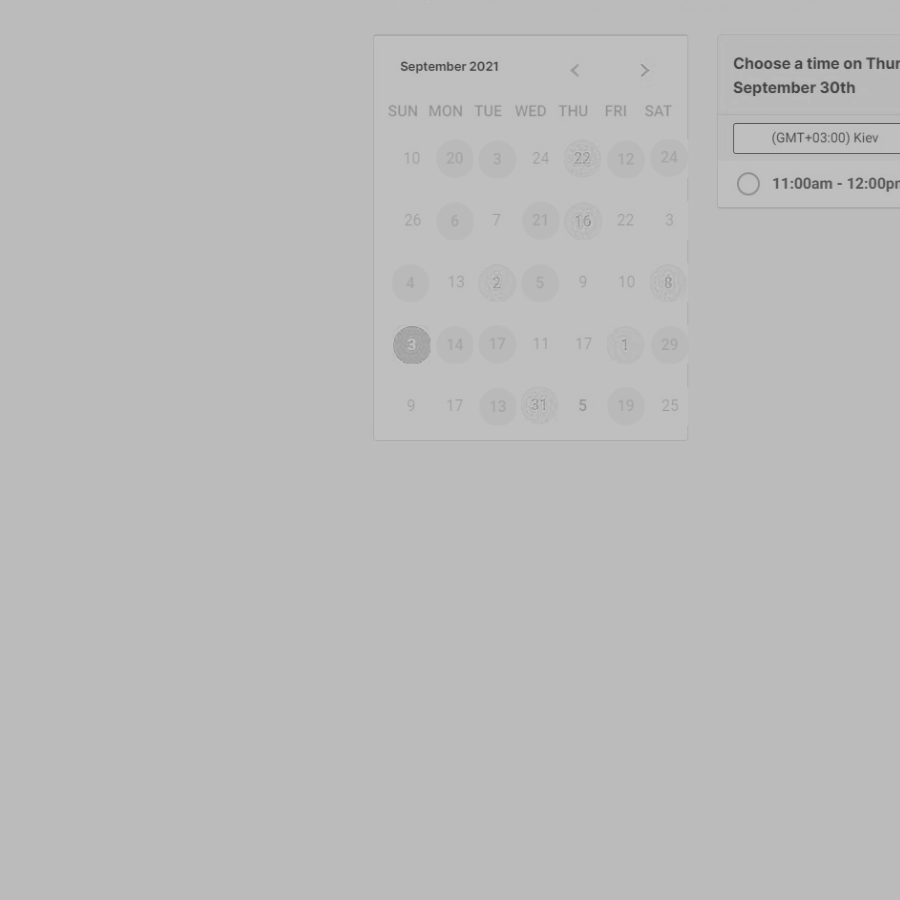 September 2021
SUN MON TUE WED THU FRI SAT
10 20 3 24 22 12 24
26 6 7 21 16 22 3
4 13 2 5 9 10 8
3 14 17 11 17 1 29
9 17 13 31 5 19 25
Choose a time on Thur
September 30th
(GMT+03:00) Kiev
11:00am - 12:00pm